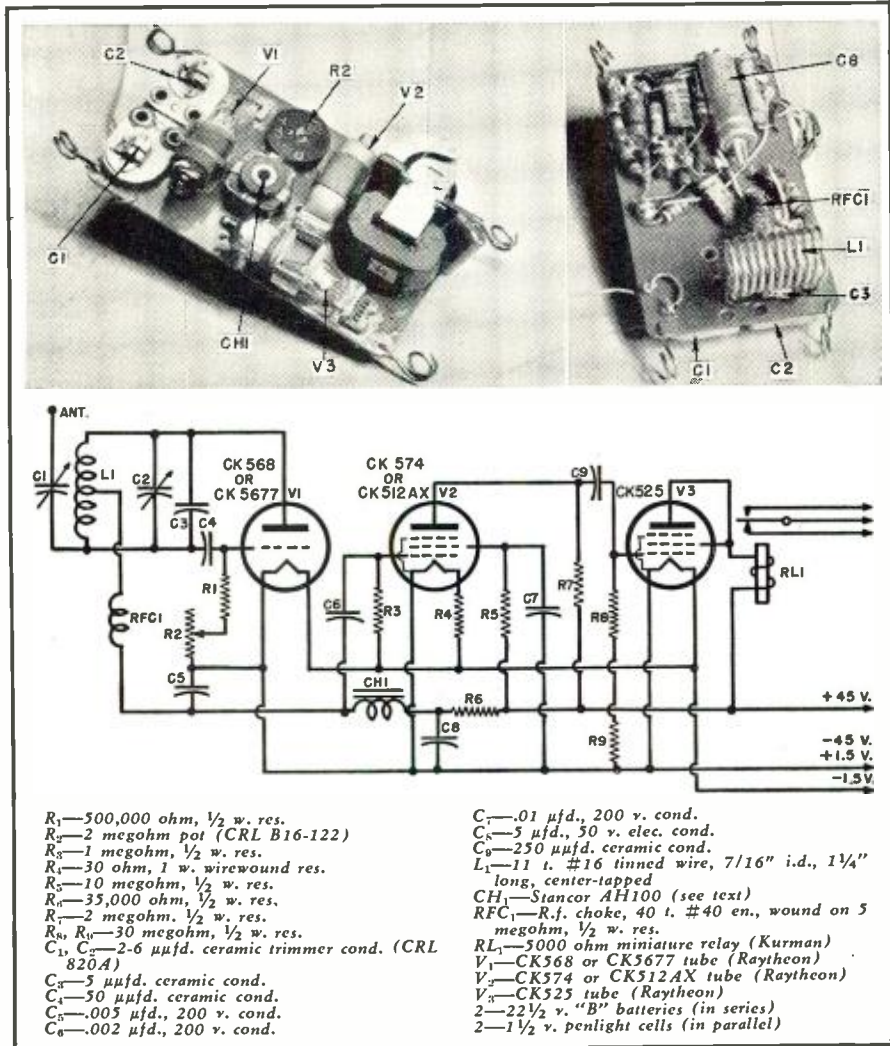 C2
V1
R2
V2
C1
CH1
V3
C8
RFC1
L1
C3
C1
C2
ANT.
C1
L1
C2
C3
C4
CK568
OR
CK5677
V1
R1
R2
RFC1
C5
CK 574
OR
CK512AX
V2
C6
R3
R4
R5
C7
CH1
C8
R6
C9
R7
CK525
V3
R8
R9
RL1
+45 V.
-45 V.
+1.5 V.
-1.5 V.
R₁—500,000 ohm, ½ w. res.
R₂—2 megohm pot (CRL B16-122)
R₃—1 megohm, ½ w. res.
R₄—30 ohm, 1 w. wirewound res.
R₅—10 megohm, ½ w. res.
R₆—35,000 ohm, ½ w. res.
R₇—2 megohm. ½ w. res.
R₈, R₉—30 megohm, ½ w. res.
C₁, C₂—2-6 μμfd. ceramic trimmer cond. (CRL
820A)
C₃—5 μμfd. ceramic cond.
C₄—50 μμfd. ceramic cond.
C₅—.005 μfd., 200 v. cond.
C₆—.002 μfd., 200 v. cond.
C₇—.01 μfd., 200 v. cond.
C₈—5 μfd., 50 v. elec. cond.
C₉—250 μμfd. ceramic cond.
L₁—11 t. #16 tinned wire, 7/16" i.d., 1¼"
long, center-tapped
CH₁—Stancor AH100 (see text)
RFC₁—R.f. choke, 40 t. #40 en., wound on 5
megohm, ½ w. res.
RL₁—5000 ohm miniature relay (Kurman)
V₁—CK568 or CK5677 tube (Raytheon)
V₂—CK574 or CK512AX tube (Raytheon)
V₃—CK525 tube (Raytheon)
2—22½ v. "B" batteries (in series)
2—1½ v. penlight cells (in parallel)